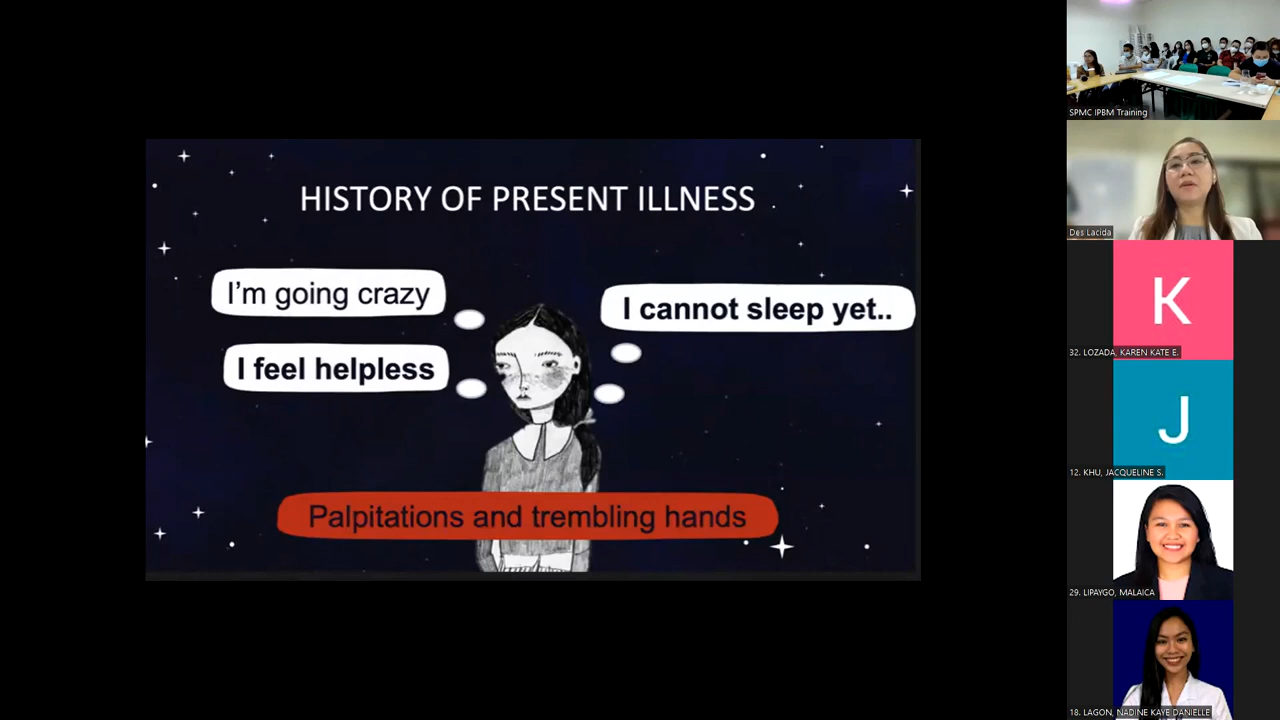 HISTORY OF PRESENT ILLNESS
I'm going crazy
I cannot sleep yet..
I feel helpless
Palpitations and trembling hands
SPMC IPBM Training
Des Lacida
K
32. LOZADA, KAREN KATE E.
J
12. KHU, JACQUELINE S.
29. LIPAYGO, MALAICA
18. LAGON, NADINE KAYE DANIELLE